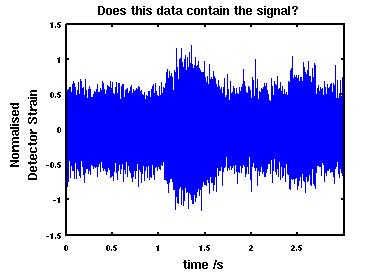 Does this data contain the signal?
1.5
1
0.5
0
-0.5
-1
-1.5
Normalised
Detector Strain
0 0.5 1 1.5 2 2.5
time /s